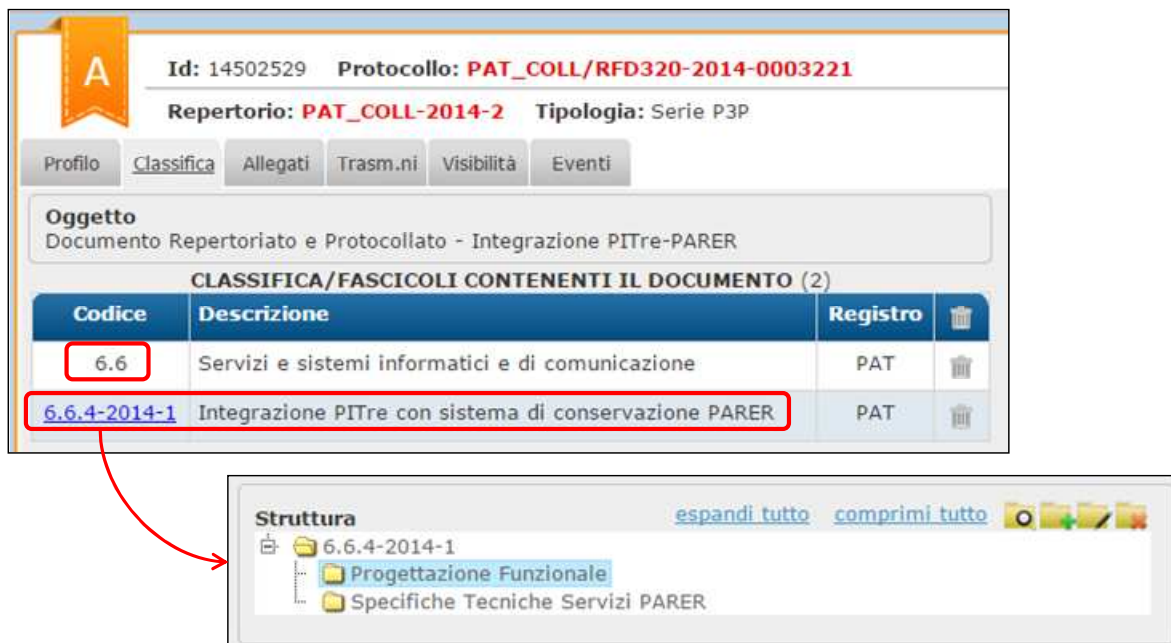 A
Id: 14502529 Protocollo: PAT_COLL/RFD320-2014-0003221
Repertorio: PAT_COLL-2014-2 Tipologia: Serie P3P
Profilo Classifica Allegati Trasm.ni Visibilità Eventi
Oggetto
Documento Repertoriato e Protocollato - Integrazione PITre-PARER
CLASSIFICA/FASCICOLI CONTENENTI IL DOCUMENTO (2)
Codice Descrizione Registro
6.6 Servizi e sistemi informatici e di comunicazione PAT
6.6.4-2014-1 Integrazione PITre con sistema di conservazione PARER PAT
Struttura espandi tutto comprimi tutto
6.6.4-2014-1
Progettazione Funzionale
Specifiche Tecniche Servizi PARER